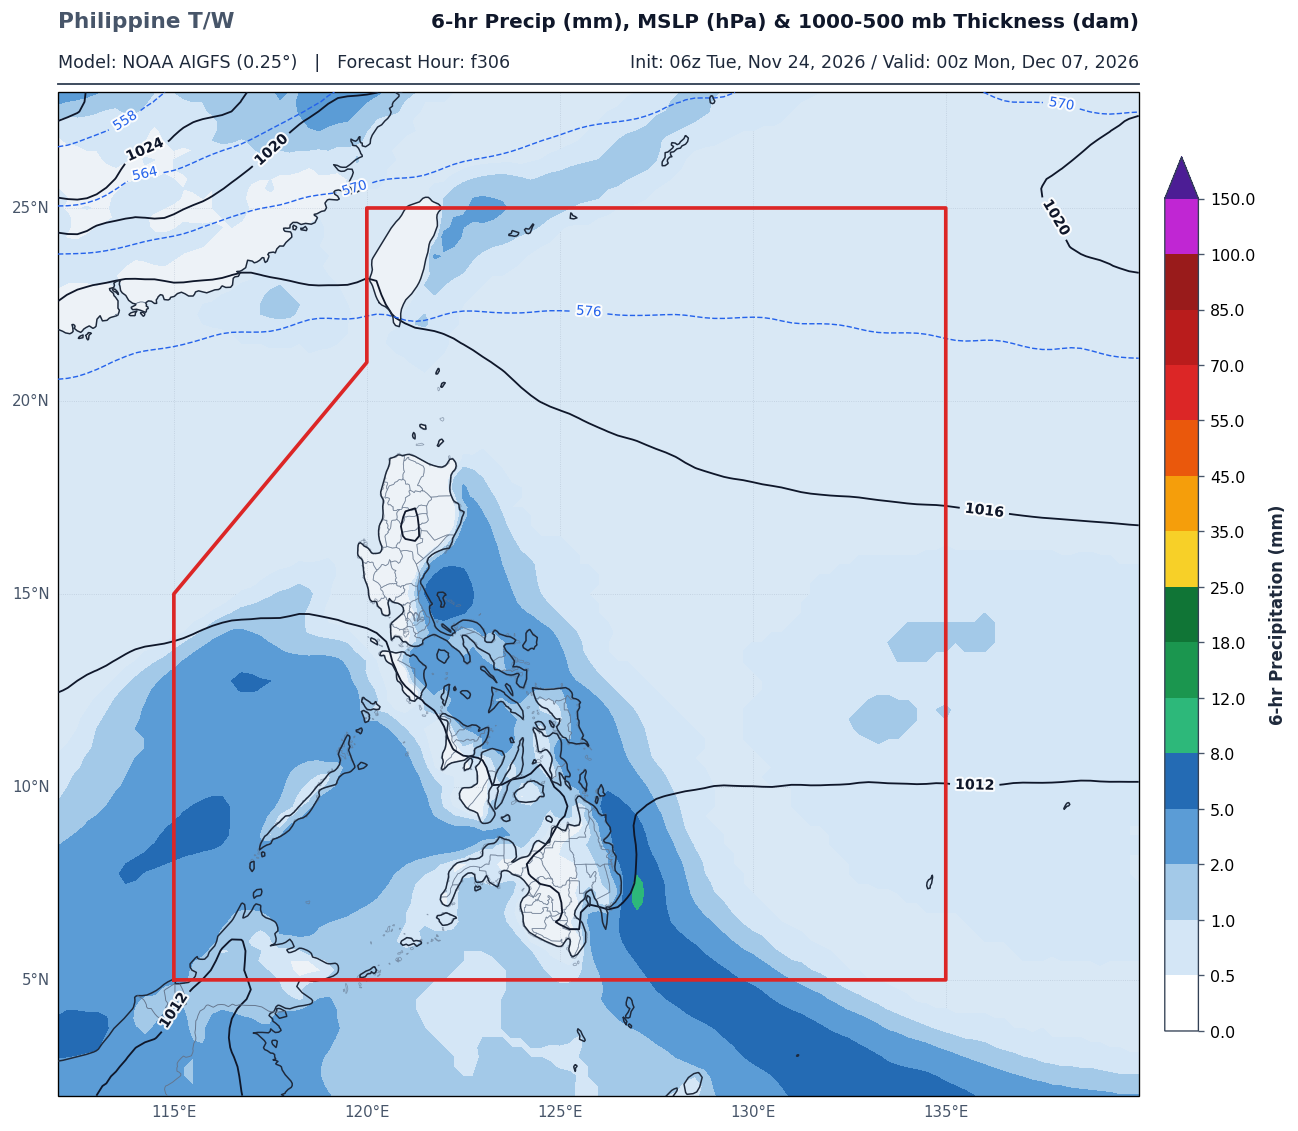 Philippine T/W
6-hr Precip (mm), MSLP (hPa) & 1000-500 mb Thickness (dam)
Model: NOAA AIGFS (0.25°)   |   Forecast Hour: f306
Init: 06z Tue, Nov 24, 2026 / Valid: 00z Mon, Dec 07, 2026
558
1024
564
1020
570
570
1020
576
1016
1012
1012
25°N
20°N
15°N
10°N
5°N
115°E
120°E
125°E
130°E
135°E
150.0
100.0
85.0
70.0
55.0
45.0
35.0
25.0
18.0
12.0
8.0
5.0
2.0
1.0
0.5
0.0
6-hr Precipitation (mm)